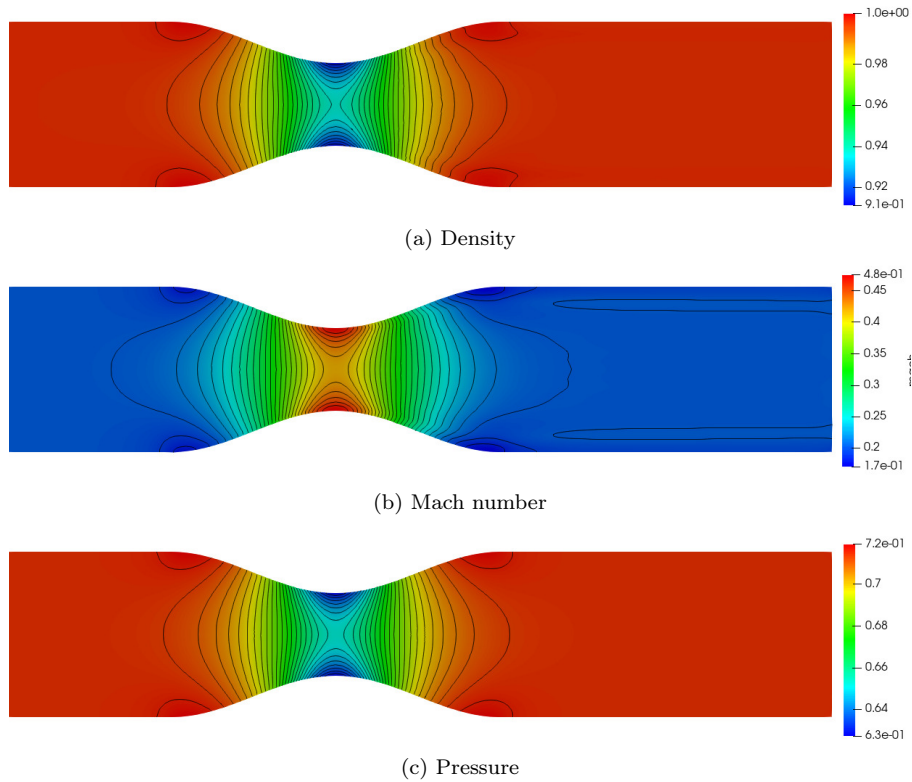 1.0e+00
0.98
0.96
0.94
0.92
9.1e-01
(a) Density
4.8e-01
0.45
0.4
0.35
0.3
0.25
0.2
1.7e-01
mach
(b) Mach number
7.2e-01
0.7
0.68
0.66
0.64
6.3e-01
(c) Pressure